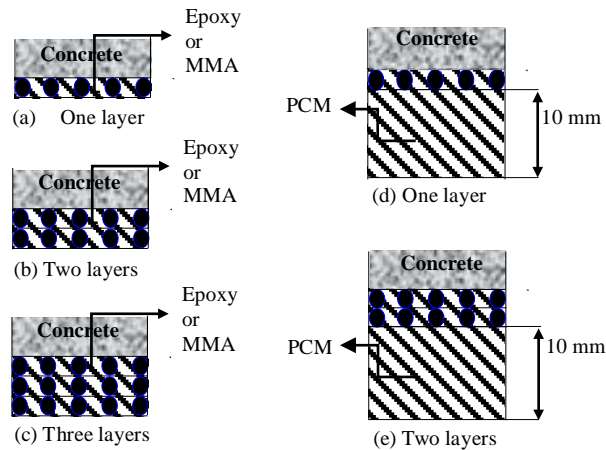 Epoxy
or
MMA
Concrete
(a) One layer
Epoxy
or
MMA
Concrete
(b) Two layers
Epoxy
or
MMA
Concrete
(c) Three layers
Concrete
PCM
10 mm
(d) One layer
Concrete
PCM
10 mm
(e) Two layers